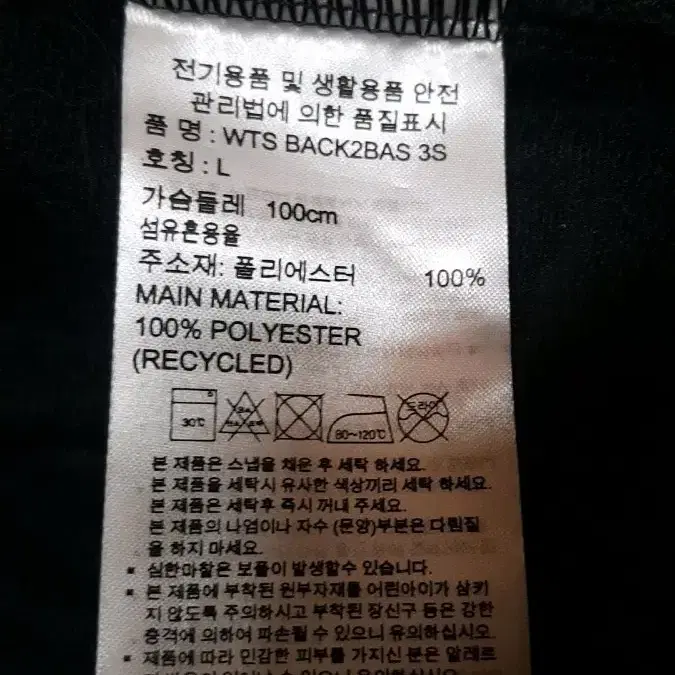 전기용품 및 생활용품 안전
관리법에 의한 품질표시
품 명 : WTS BACK2BAS 3S
호칭 : L
가슴둘레 100cm
섬유혼용율
주소재: 폴리에스터 100%
MAIN MATERIAL:
100% POLYESTER
(RECYCLED)
30℃ 80~120℃ 드라이
본 제품은 스냅을 채운 후 세탁 하세요.
본 제품을 세탁시 유사한 색상끼리 세탁 하세요.
본 제품은 세탁후 즉시 꺼내 주세요.
본 제품의 나염이나 자수 (문양)부분은 다림질
을 하지 마세요.
▪ 심한마찰은 보풀이 발생할수 있습니다.
▪ 본 제품에 부착된 원부자재를 어린아이가 삼키
지 않도록 주의하시고 부착된 장신구 등은 강한
충격에 의하여 파손될 수 있으니 유의하십시오.
▪ 제품에 따라 민감한 피부를 가지신 분은 알레르